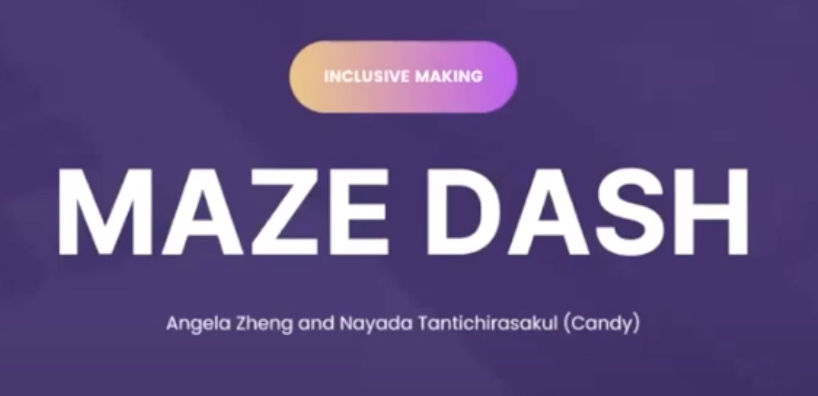 INCLUSIVE MAKING
MAZE DASH
Angela Zheng and Nayada Tantichirasakul (Candy)